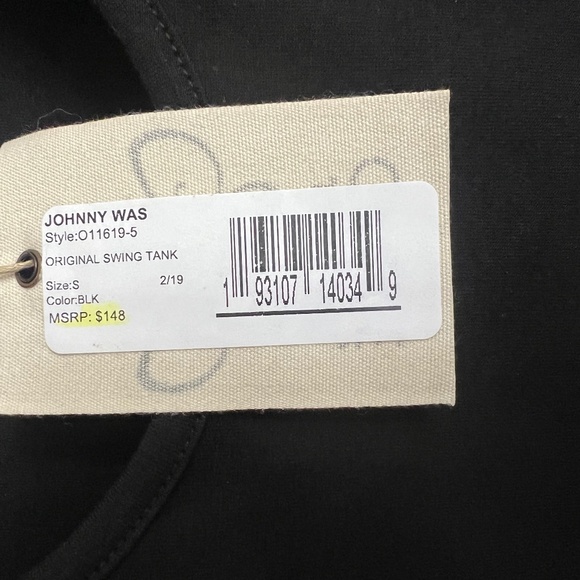 JOHNNY WAS
Style:O11619-5
ORIGINAL SWING TANK
Size:S 2/19
Color:BLK
MSRP: $148
1 93107 14034 9